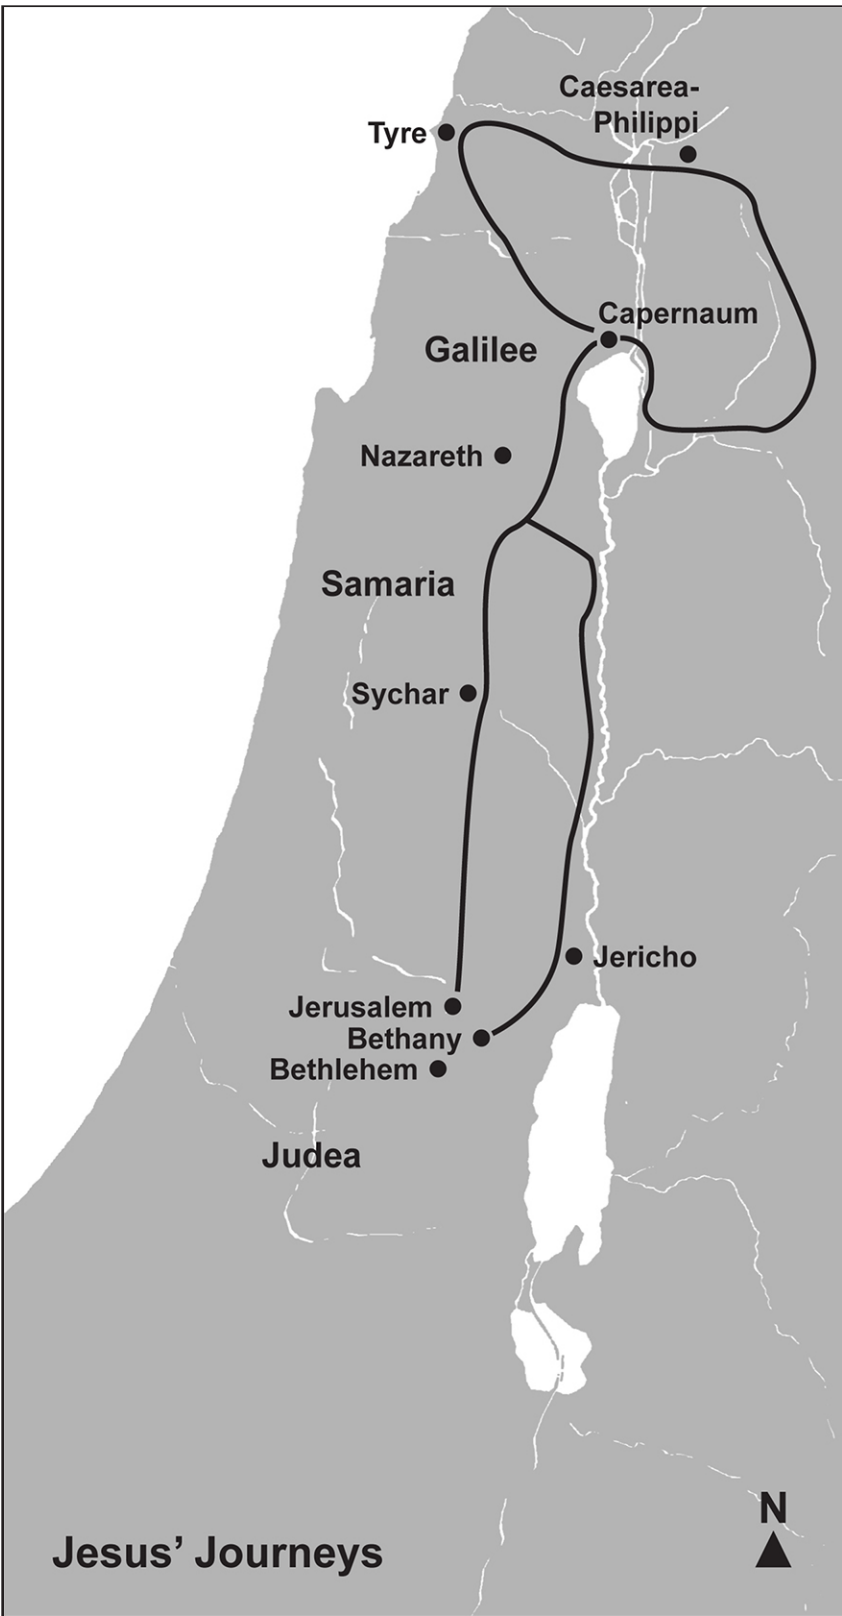 Caesarea-
Philippi
Tyre
Capernaum
Galilee
Nazareth
Samaria
Sychar
Jericho
Jerusalem
Bethany
Bethlehem
Judea
N
Jesus’ Journeys